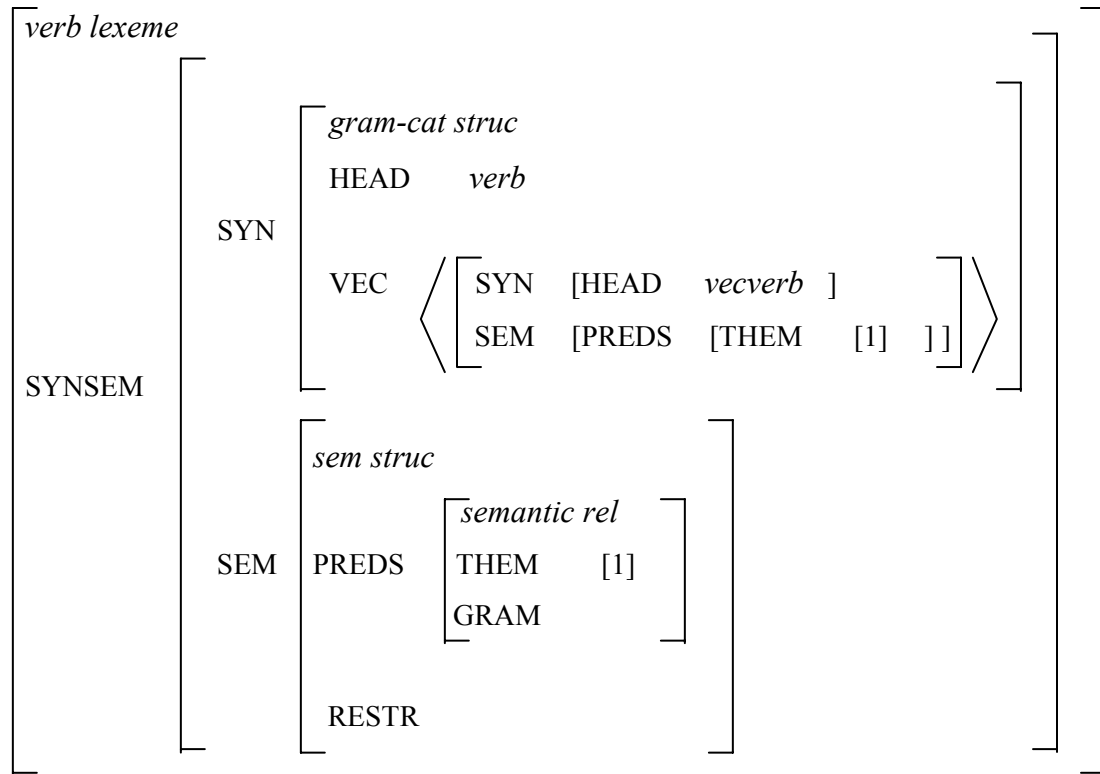 verb lexeme
gram-cat struc
HEAD verb
SYN
VEC < [ SYN [HEAD vecverb ]
SEM [PREDS [THEM [1] ] ] ] >
SYNSEM
sem struc
semantic rel
SEM PREDS THEM [1]
GRAM
RESTR